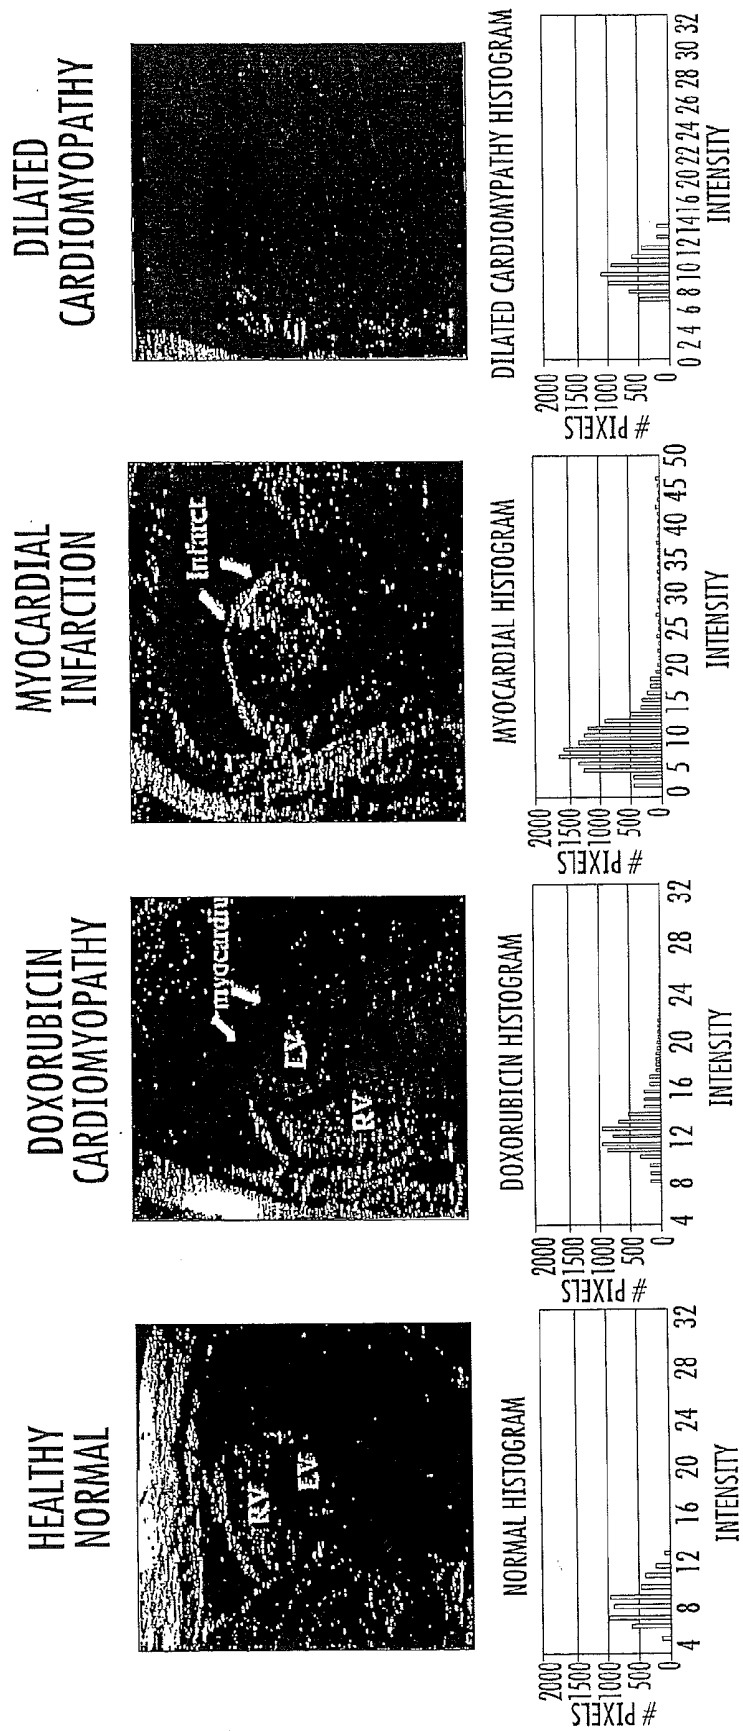 HEALTHY
NORMAL
DOXORUBICIN
CARDIOMYOPATHY
MYOCARDIAL
INFARCTION
DILATED
CARDIOMYOPATHY
RV
myocardiu
RV
Infarct
NORMAL HISTOGRAM
2000
1500
1000
500
0
# PIXELS
4 8 12 16 20 24 28 32
INTENSITY
DOXORUBICIN HISTOGRAM
2000
1500
1000
500
0
# PIXELS
4 8 12 16 20 24 28 32
INTENSITY
MYOCARDIAL HISTOGRAM
2000
1500
1000
500
0
# PIXELS
0 5 10 15 20 25 30 35 40 45 50
INTENSITY
DILATED CARDIOMYPATHY HISTOGRAM
2000
1500
1000
500
0
# PIXELS
0 2 4 6 8 10 12 14 16 20 22 24 26 28 30 32
INTENSITY